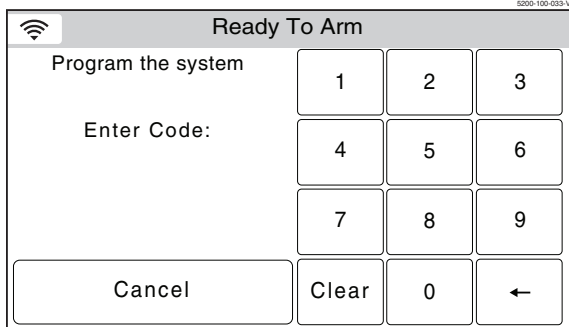 5200-100-033-V
Ready To Arm
Program the system
Enter Code:
1 2 3
4 5 6
7 8 9
Cancel Clear 0 ←